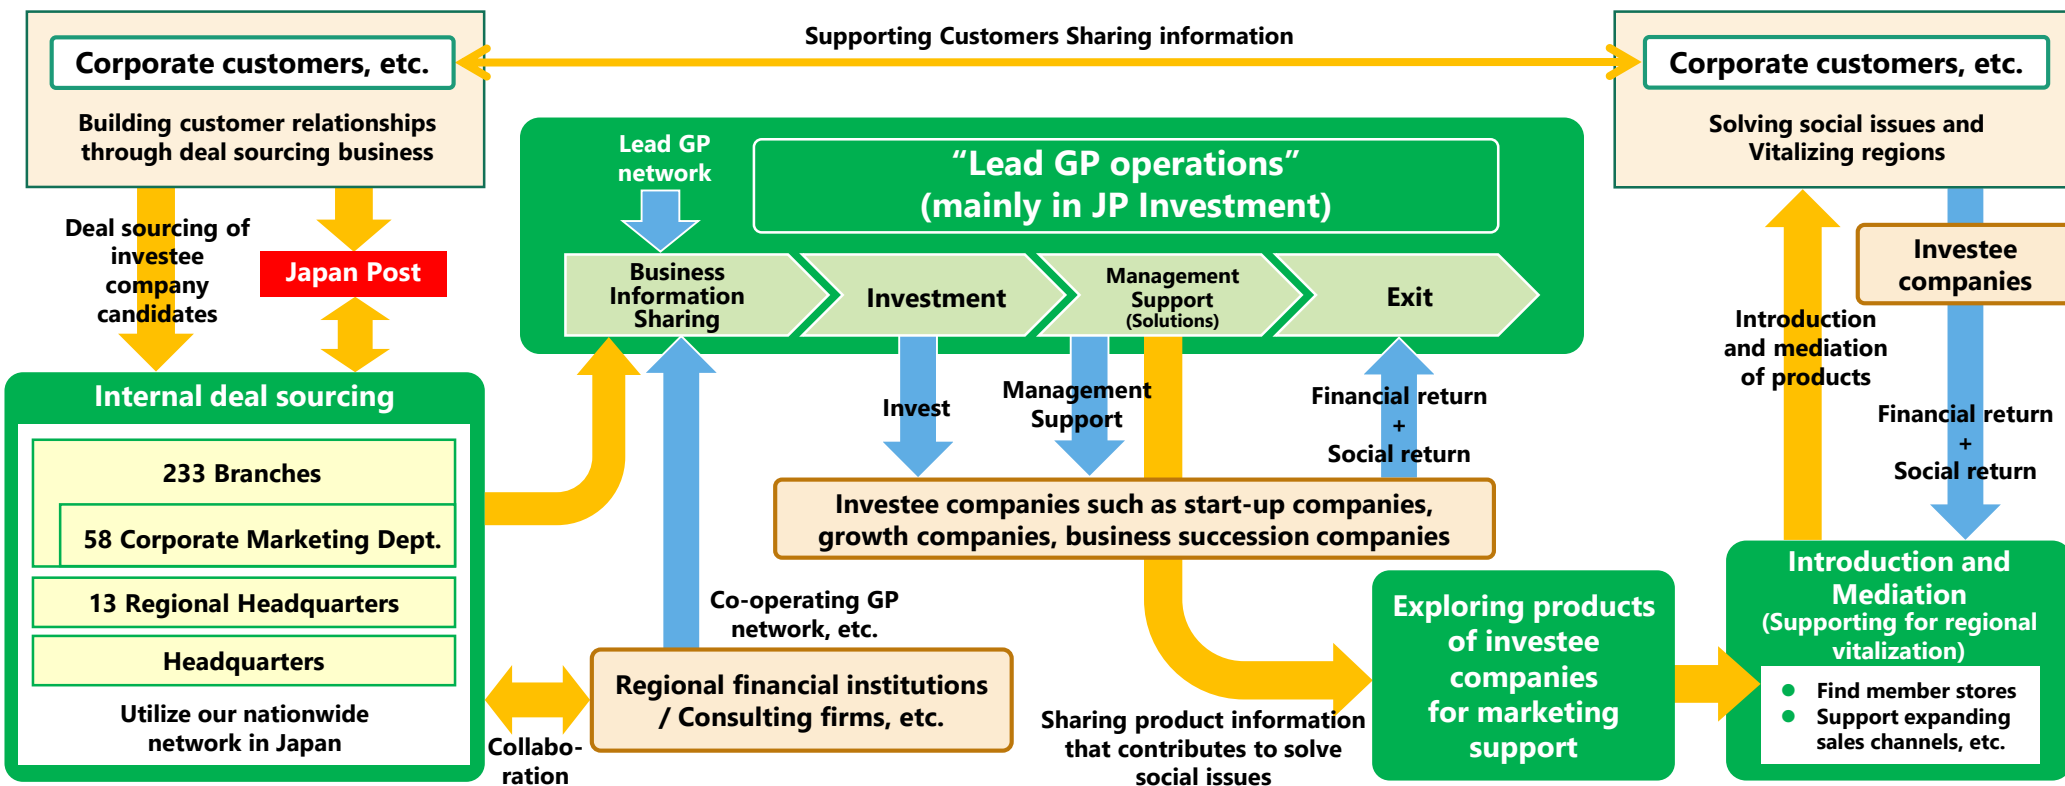 Supporting Customers Sharing information
Corporate customers, etc.
Building customer relationships
through deal sourcing business
Deal sourcing of
investee
company
candidates
Japan Post
Internal deal sourcing
233 Branches
58 Corporate Marketing Dept.
13 Regional Headquarters
Headquarters
Utilize our nationwide
network in Japan
Collabo-
ration
Regional financial institutions
/ Consulting firms, etc.
Co-operating GP
network, etc.
Lead GP
network
“Lead GP operations”
(mainly in JP Investment)
Business
Information
Sharing
Investment
Management
Support
(Solutions)
Exit
Invest
Management
Support
Financial return
+
Social return
Investee companies such as start-up companies,
growth companies, business succession companies
Sharing product information
that contributes to solve
social issues
Exploring products
of investee
companies
for marketing
support
Corporate customers, etc.
Solving social issues and
Vitalizing regions
Investee
companies
Introduction
and mediation
of products
Financial return
+
Social return
Introduction and
Mediation
(Supporting for regional
vitalization)
● Find member stores
● Support expanding
sales channels, etc.